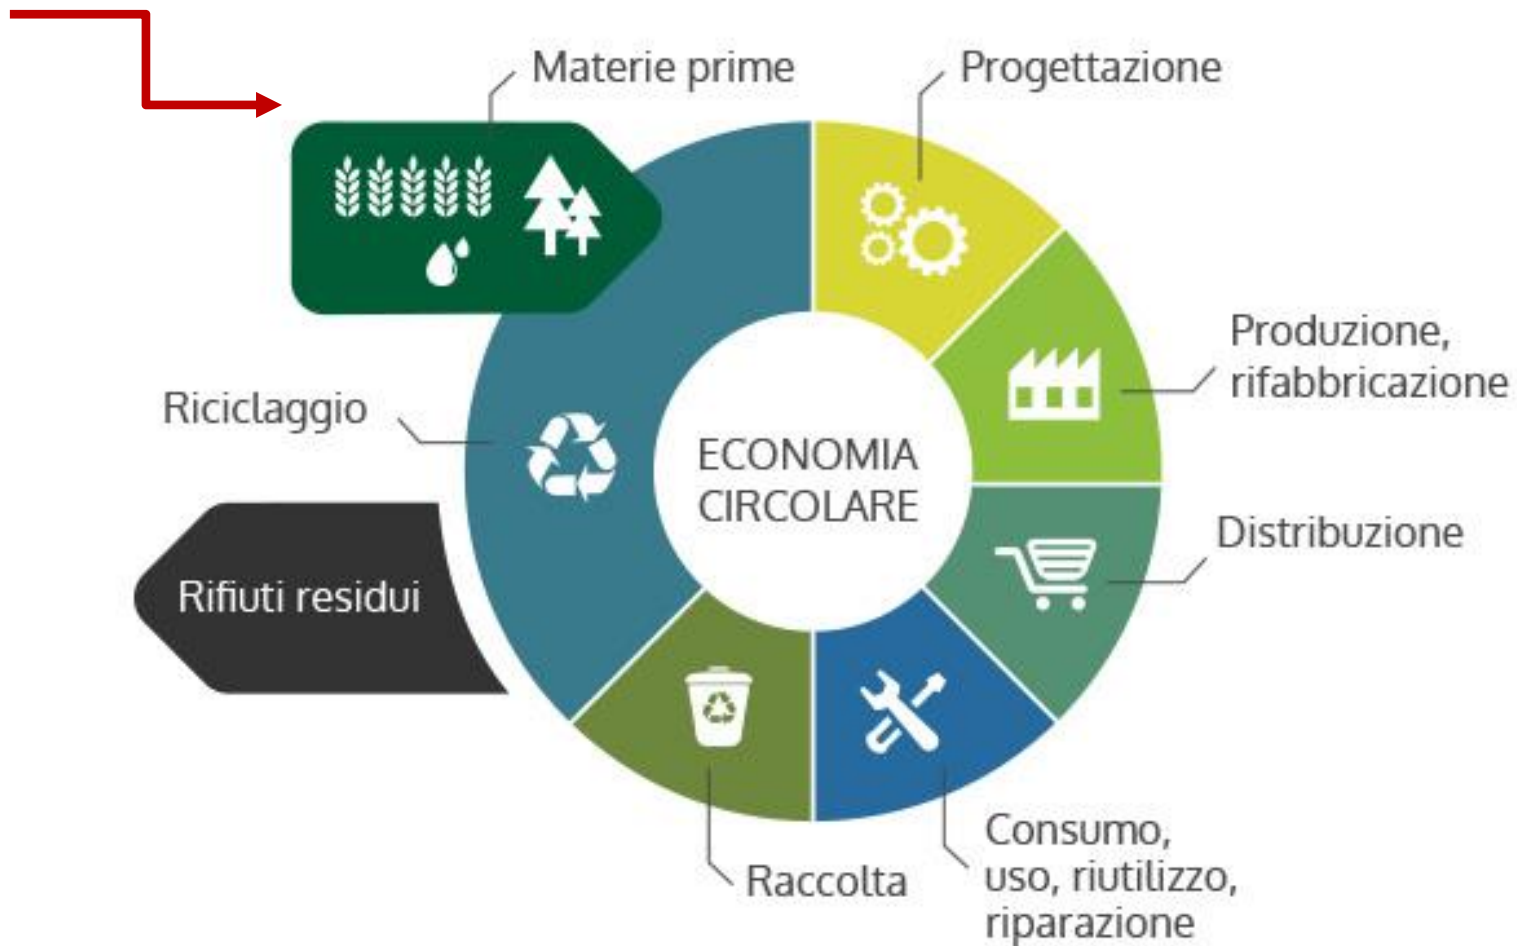 Materie prime
Progettazione
Produzione,
rifabbricazione
Riciclaggio
ECONOMIA
CIRCOLARE
Distribuzione
Rifiuti residui
Consumo,
uso, riutilizzo,
riparazione
Raccolta